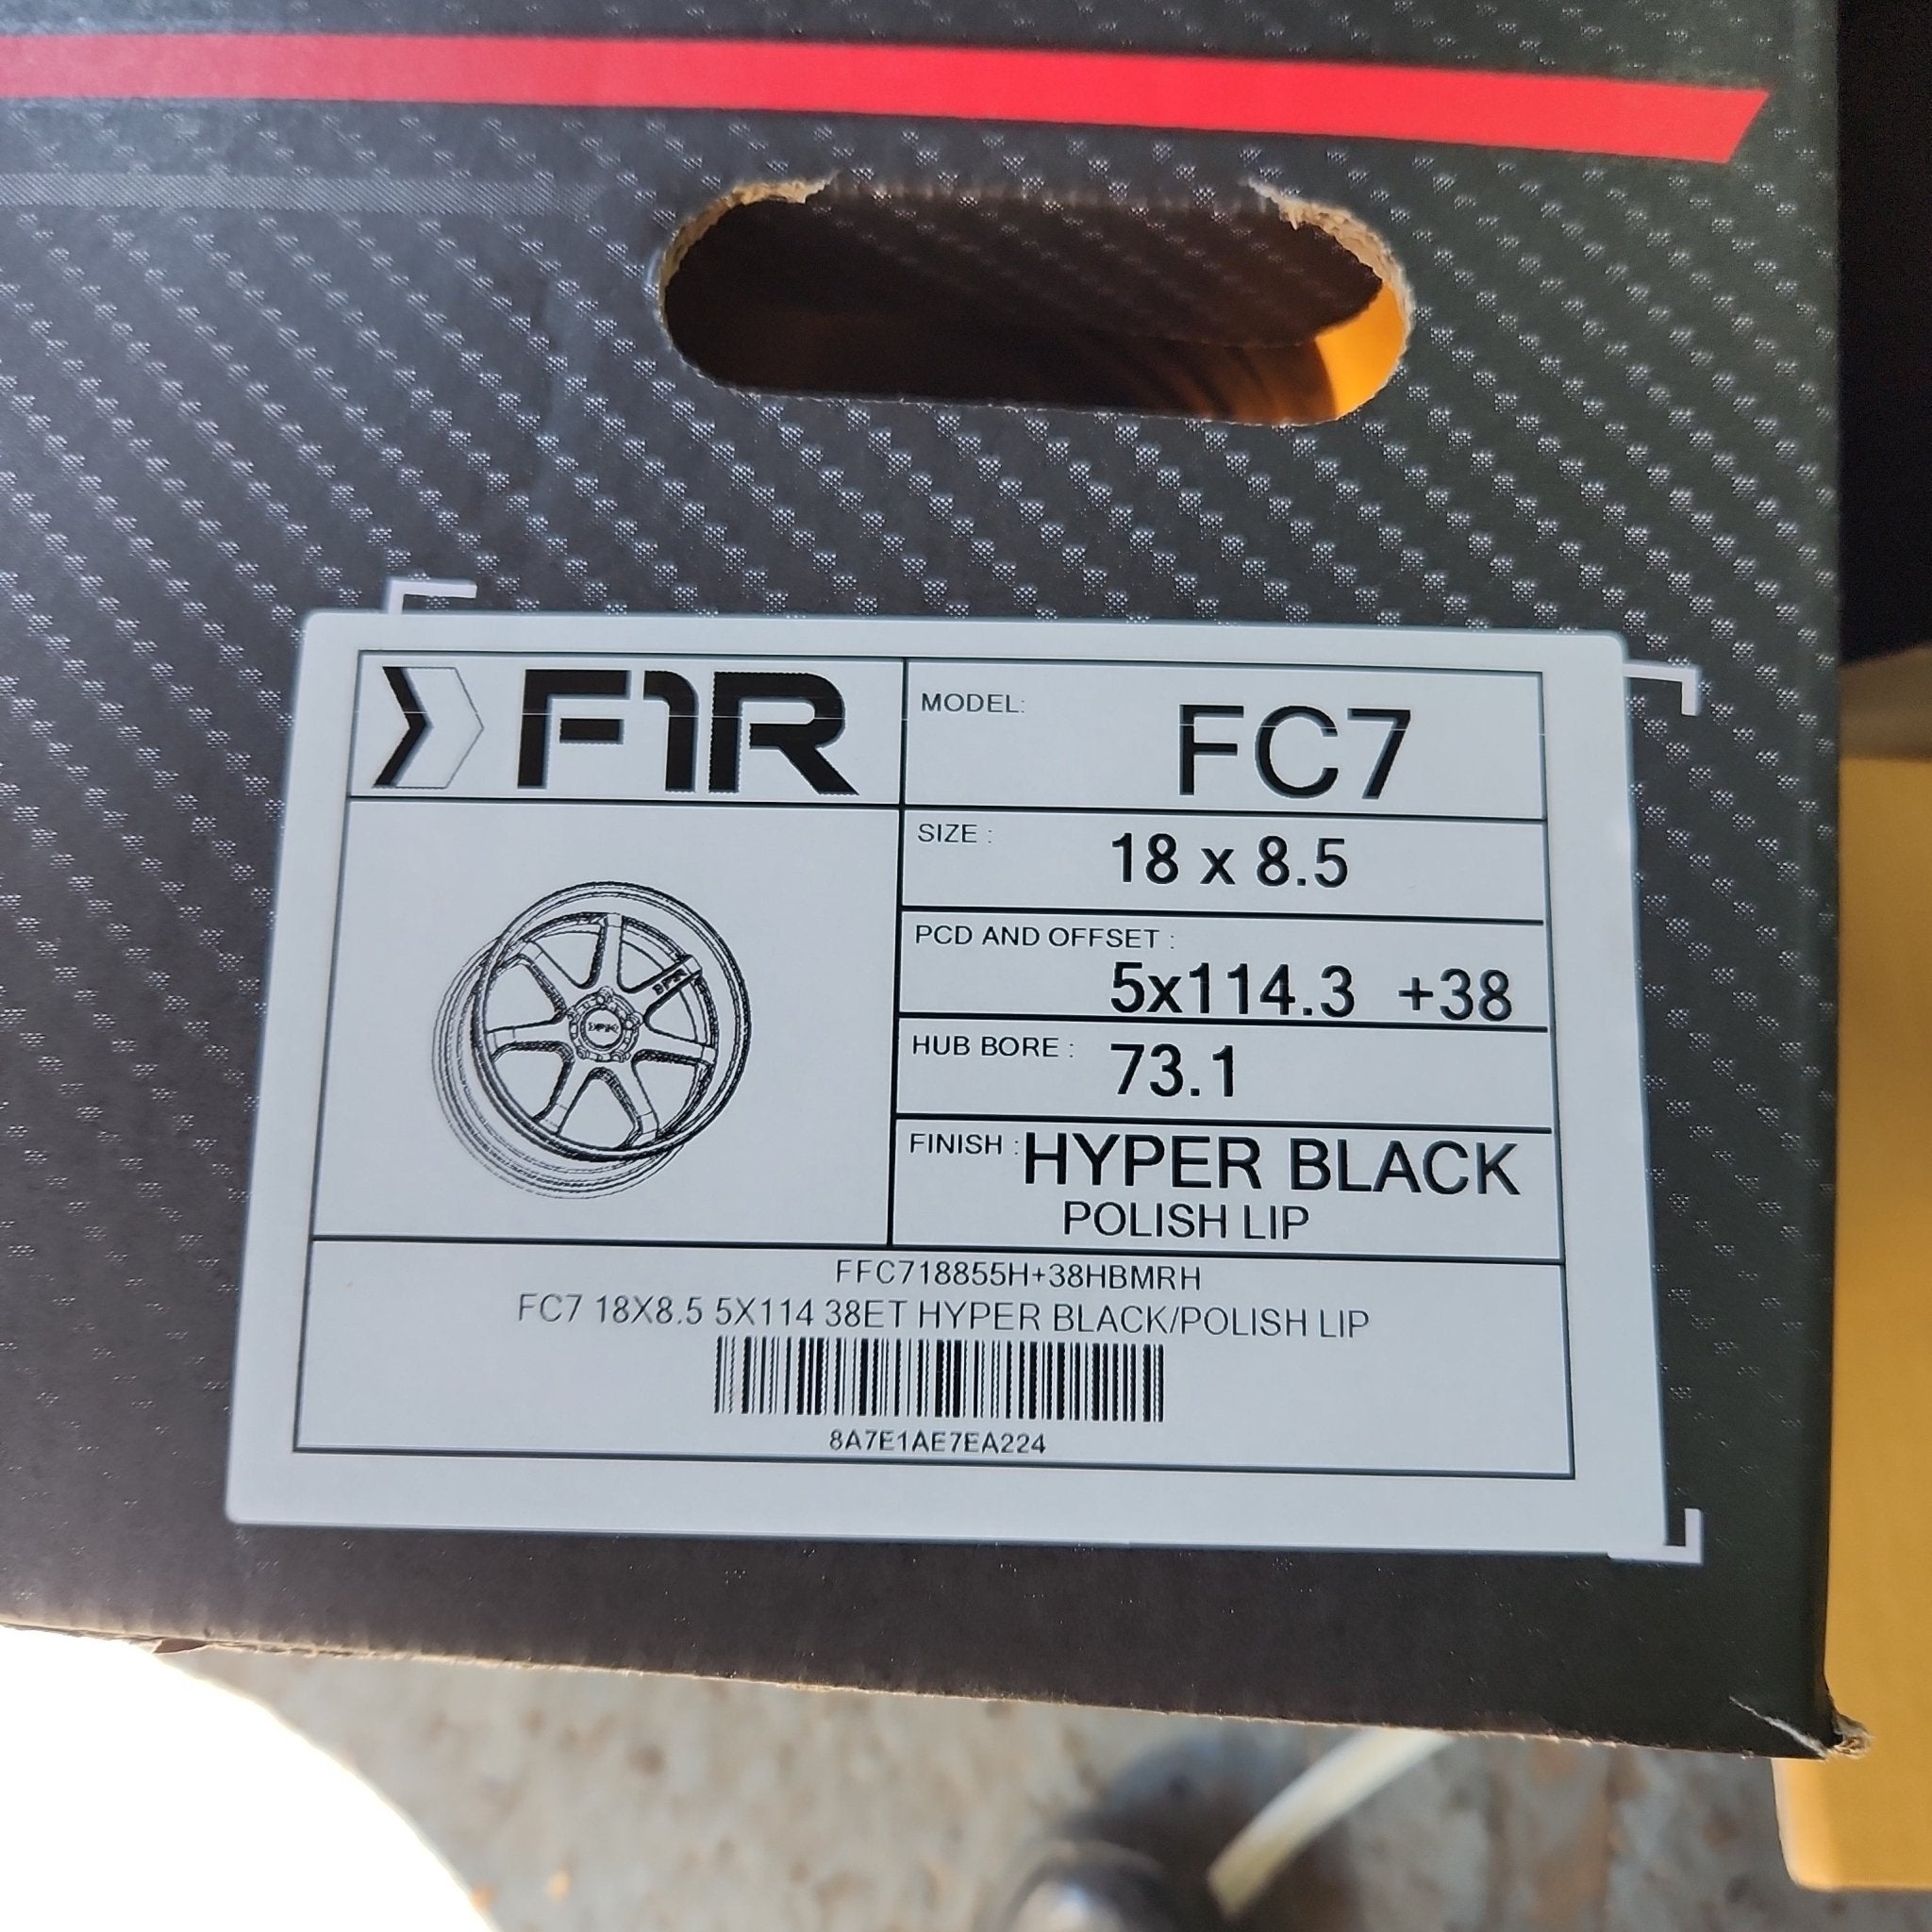 F1R
MODEL: FC7
SIZE : 18 x 8.5
PCD AND OFFSET :
5x114.3 +38
HUB BORE : 73.1
FINISH : HYPER BLACK
POLISH LIP
FFC718855H+38HBMRH
FC7 18X8.5 5X114 38ET HYPER BLACK/POLISH LIP
8A7E1AE7EA224